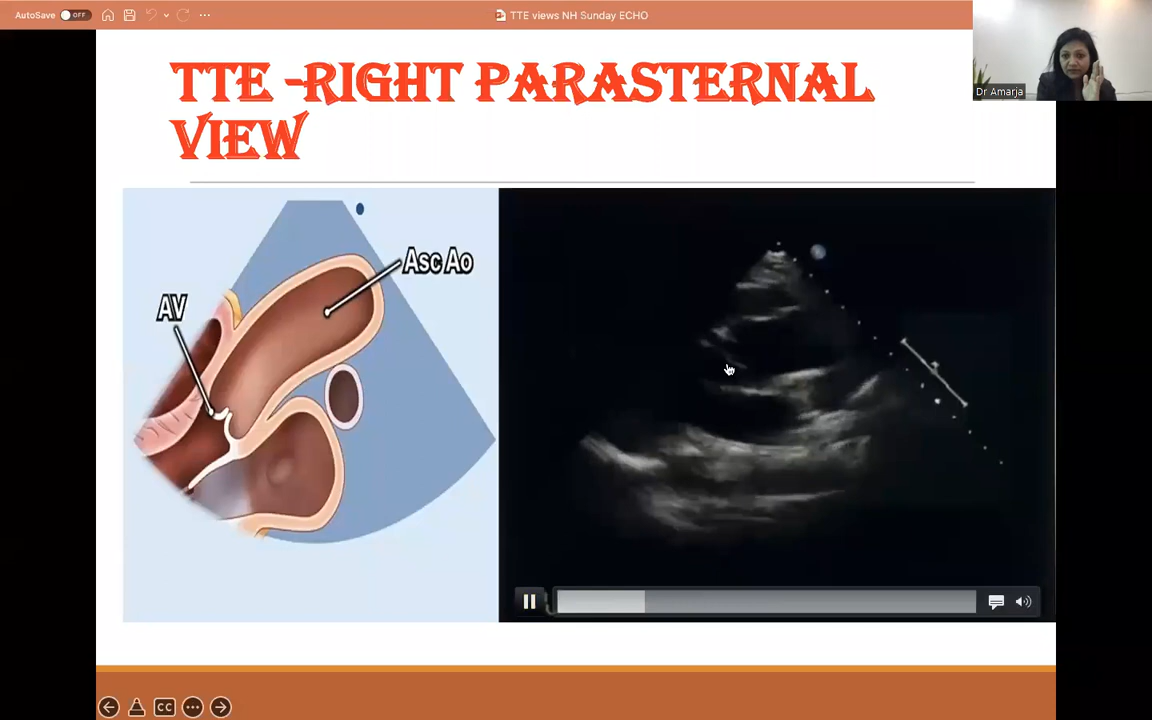 AutoSave OFF
TTE views NH Sunday ECHO
Dr Amarja
TTE -RIGHT PARASTERNAL
VIEW
Asc Ao
AV
CC